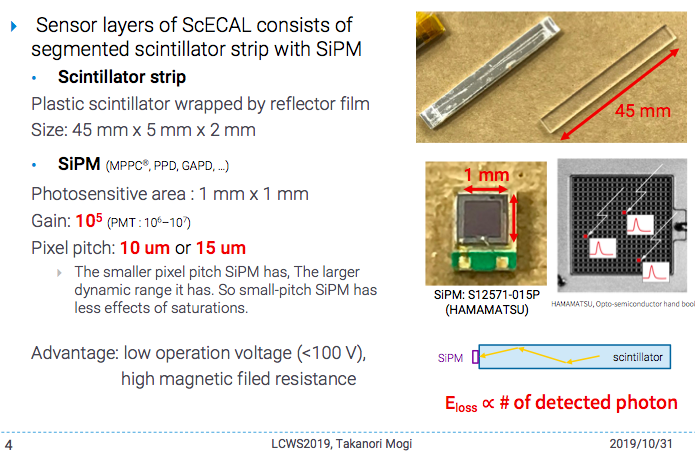 Sensor layers of ScECAL consists of
segmented scintillator strip with SiPM
Scintillator strip
Plastic scintillator wrapped by reflector film
Size: 45 mm x 5 mm x 2 mm
SiPM (MPPC®, PPD, GAPD, …)
Photosensitive area : 1 mm x 1 mm
Gain: 10⁵ (PMT : 10⁶–10⁷)
Pixel pitch: 10 um or 15 um
The smaller pixel pitch SiPM has, The larger
dynamic range it has. So small-pitch SiPM has
less effects of saturations.
Advantage: low operation voltage (<100 V),
high magnetic filed resistance
45 mm
1 mm
SiPM: S12571-015P
(HAMAMATSU)
HAMAMATSU, Opto-semiconductor hand bool
SiPM
scintillator
Eloss ∝ # of detected photon
4
LCWS2019, Takanori Mogi
2019/10/31